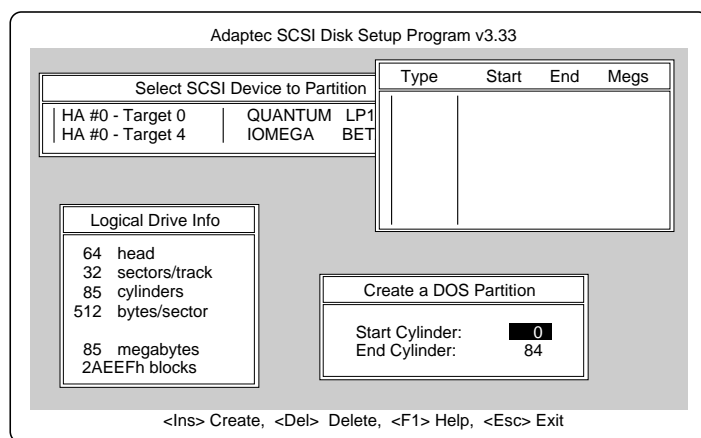 Adaptec SCSI Disk Setup Program v3.33
Select SCSI Device to Partition
HA #0 - Target 0 QUANTUM LP1
HA #0 - Target 4 IOMEGA BET
Type Start End Megs
Logical Drive Info
64 head
32 sectors/track
85 cylinders
512 bytes/sector
85 megabytes
2AEEFh blocks
Create a DOS Partition
Start Cylinder: 0
End Cylinder: 84
<Ins> Create, <Del> Delete, <F1> Help, <Esc> Exit